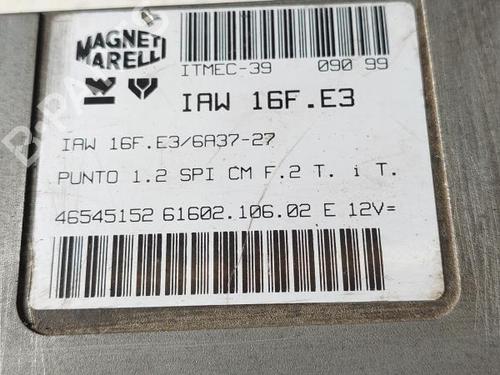 MAGNETI
MARELLI
ITMEC-39 090 99
IAW 16F.E3
IAW 16F.E3/6A37-27
PUNTO 1.2 SPI CM F.2 T. i T.
46545152 61602.106.02 E 12V=